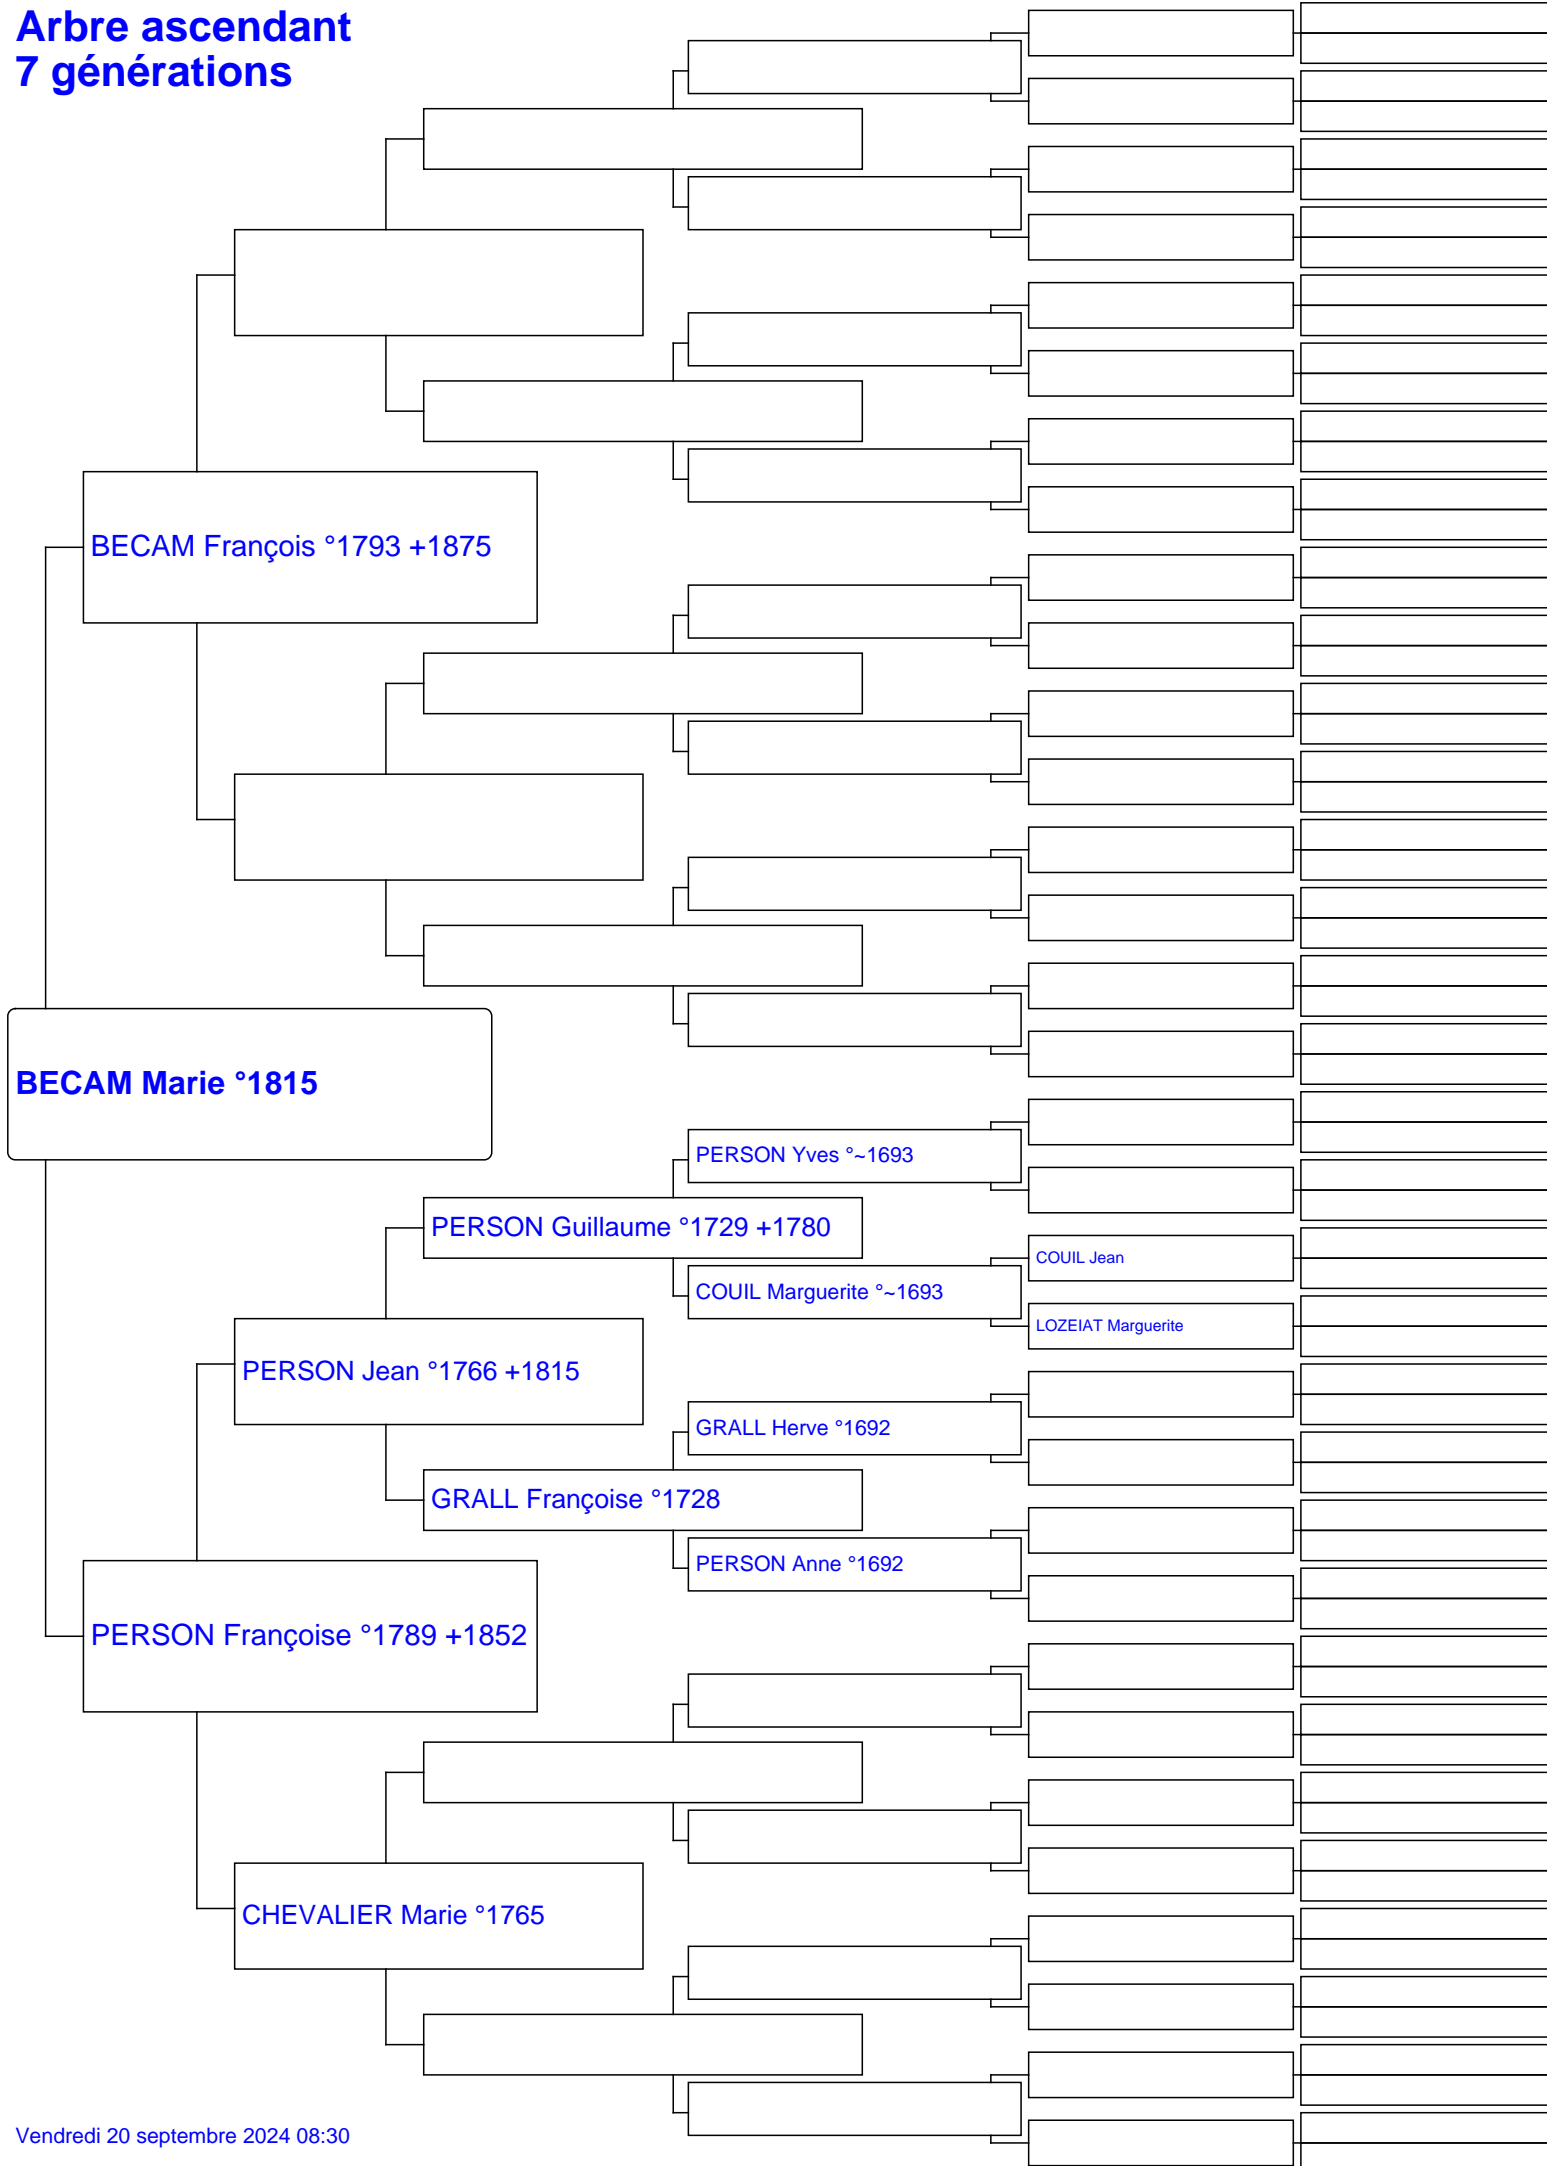 Arbre ascendant
7 générations
BECAM François °1793 +1875
BECAM Marie °1815
PERSON Yves °~1693
PERSON Guillaume °1729 +1780
COUIL Jean
COUIL Marguerite °~1693
LOZEIAT Marguerite
PERSON Jean °1766 +1815
GRALL Herve °1692
GRALL Françoise °1728
PERSON Anne °1692
PERSON Françoise °1789 +1852
CHEVALIER Marie °1765
Vendredi 20 septembre 2024 08:30